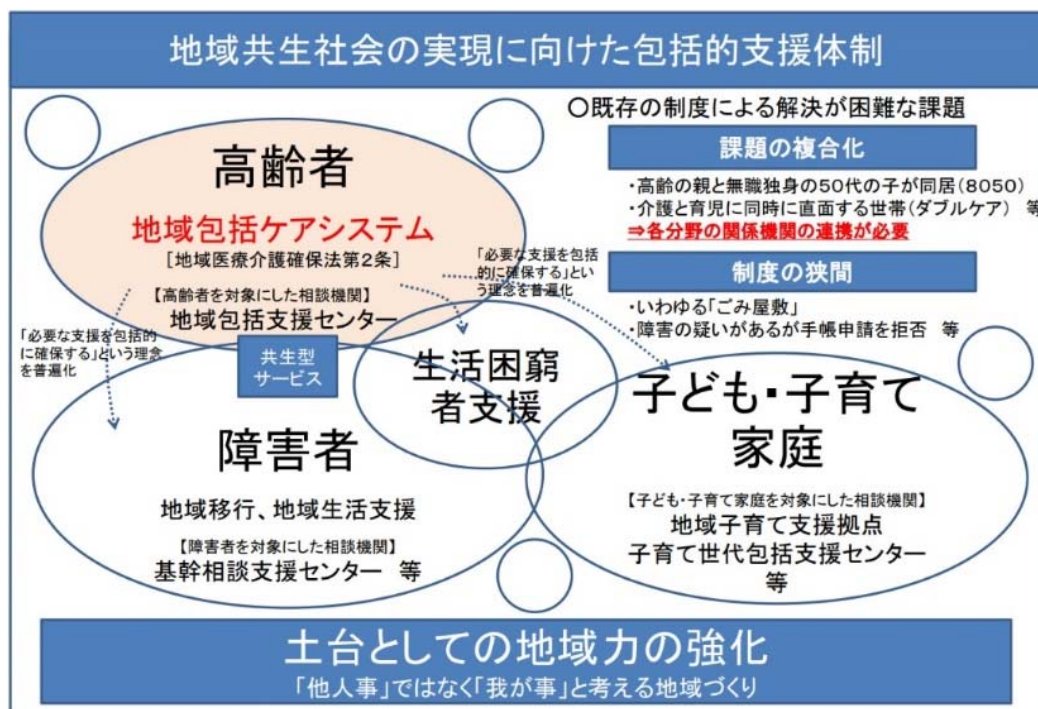 地域共生社会の実現に向けた包括的支援体制
○既存の制度による解決が困難な課題
課題の複合化
・高齢の親と無職独身の50代の子が同居(8050)
・介護と育児に同時に直面する世帯(ダブルケア) 等
⇒各分野の関係機関の連携が必要
制度の狭間
・いわゆる「ごみ屋敷」
・障害の疑いがあるが手帳申請を拒否 等
高齢者
地域包括ケアシステム
[地域医療介護確保法第2条]
【高齢者を対象にした相談機関】
地域包括支援センター
「必要な支援を包括
的に確保する」とい
う理念を普遍化
「必要な支援を包括的
に確保する」という理念
を普遍化
共生型
サービス
生活困窮
者支援
障害者
地域移行、地域生活支援
【障害者を対象にした相談機関】
基幹相談支援センター 等
子ども・子育て
家庭
【子ども・子育て家庭を対象にした相談機関】
地域子育て支援拠点
子育て世代包括支援センター
等
土台としての地域力の強化
「他人事」ではなく「我が事」と考える地域づくり